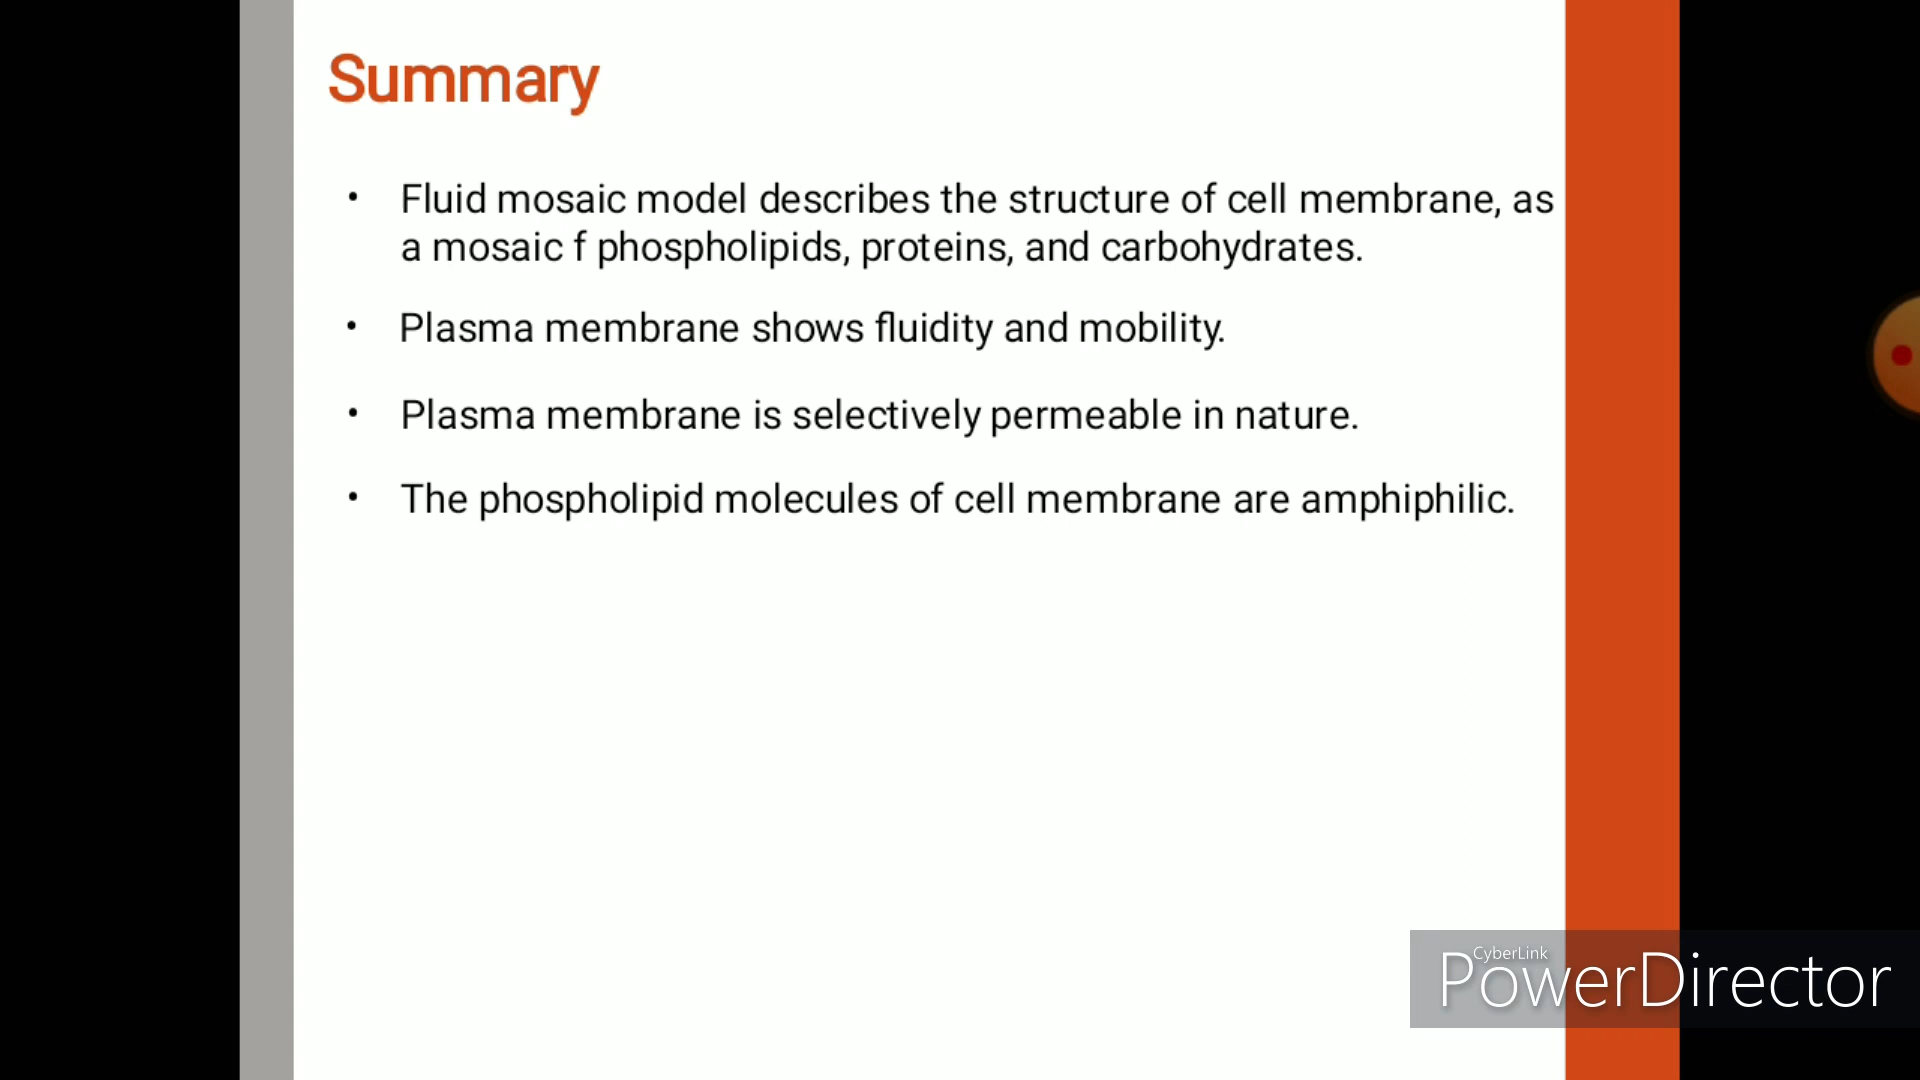 Summary
• Fluid mosaic model describes the structure of cell membrane, as
a mosaic f phospholipids, proteins, and carbohydrates.
• Plasma membrane shows fluidity and mobility.
• Plasma membrane is selectively permeable in nature.
• The phospholipid molecules of cell membrane are amphiphilic.
CyberLink
PowerDirector